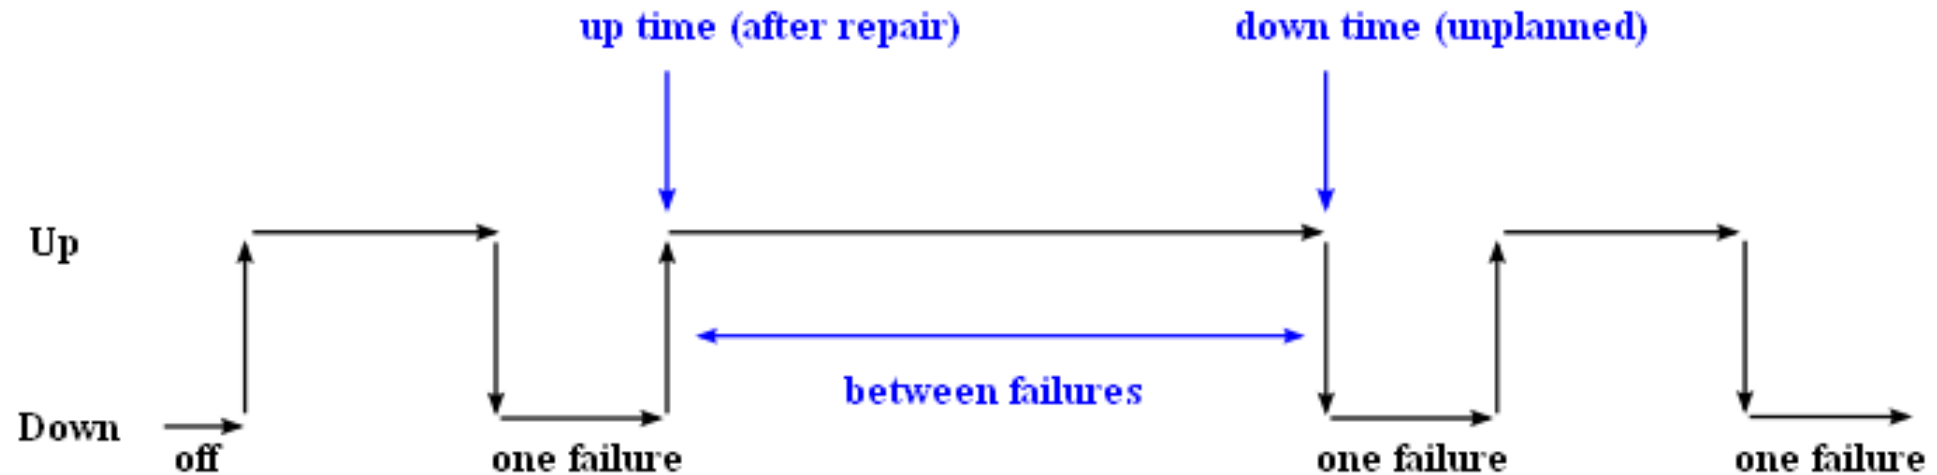 up time (after repair)
down time (unplanned)
Up
between failures
Down
off
one failure
one failure
one failure